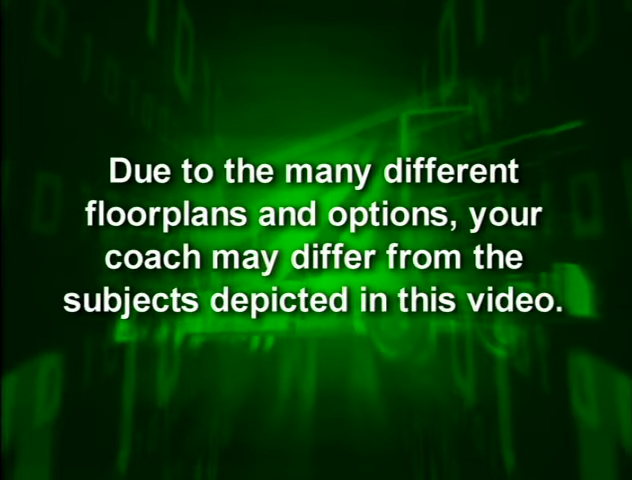 Due to the many different
floorplans and options, your
coach may differ from the
subjects depicted in this video.